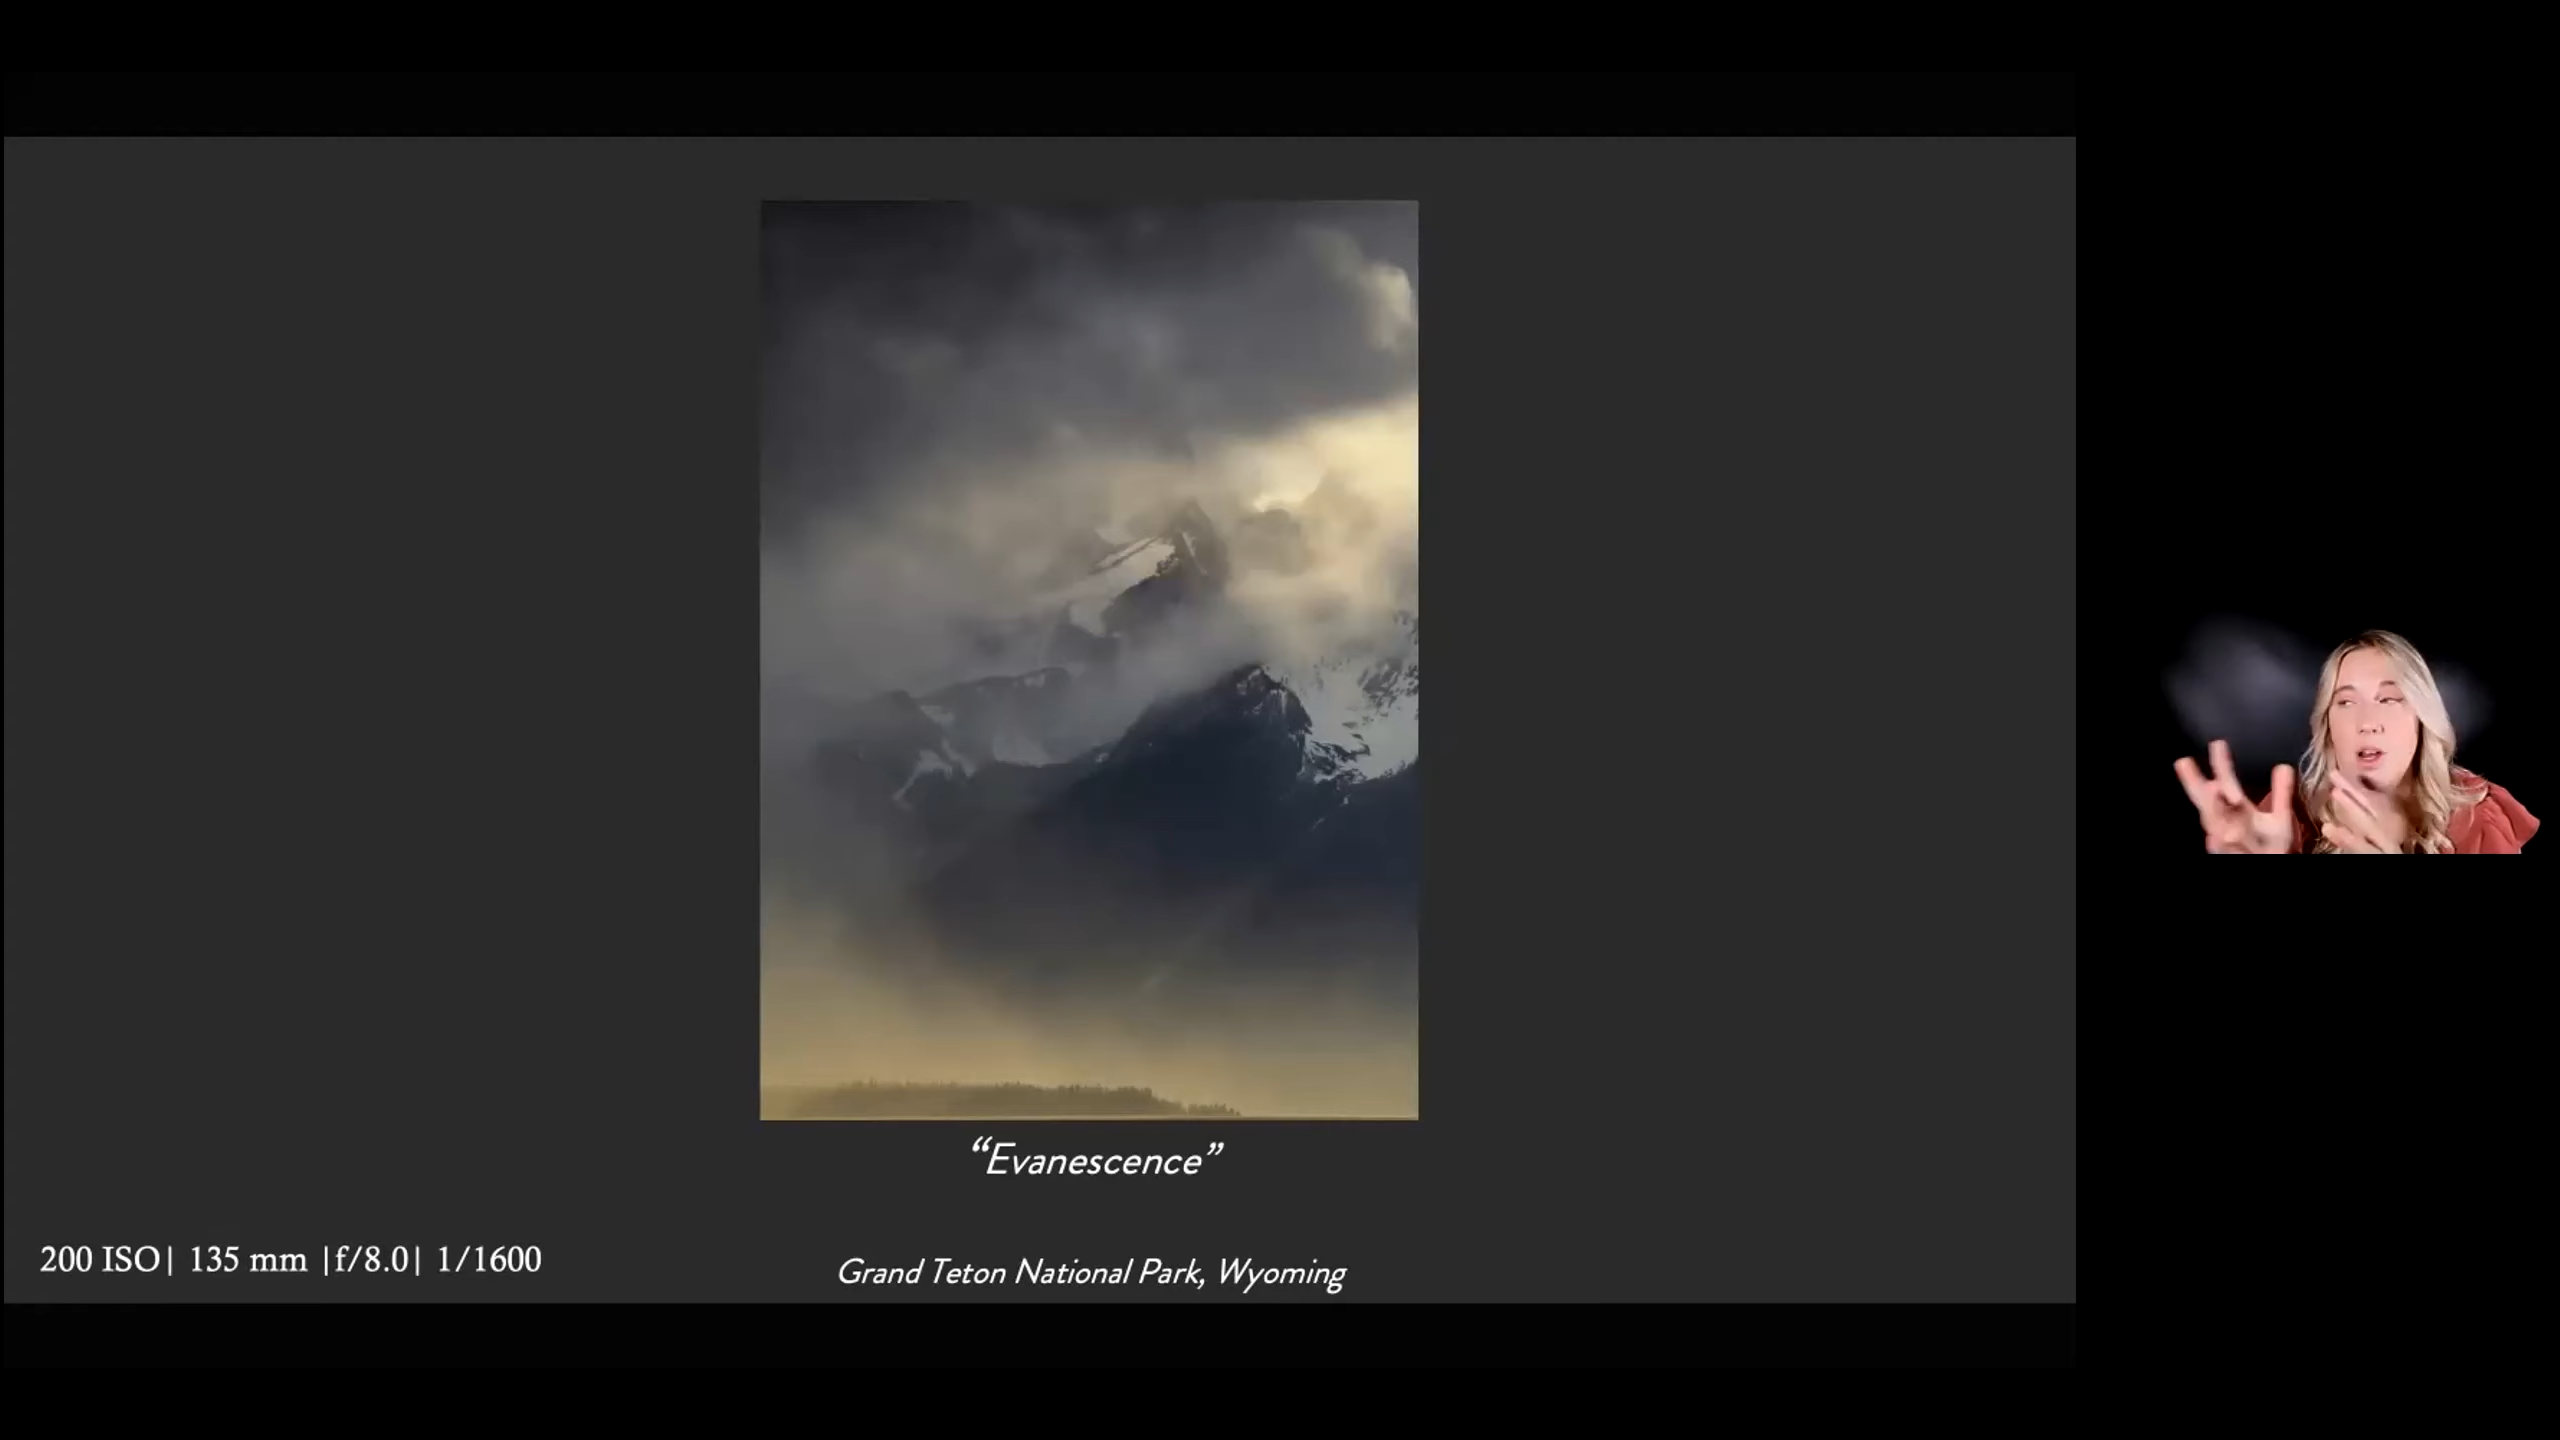 “Evanescence”
200 ISO| 135 mm |f/8.0| 1/1600
Grand Teton National Park, Wyoming